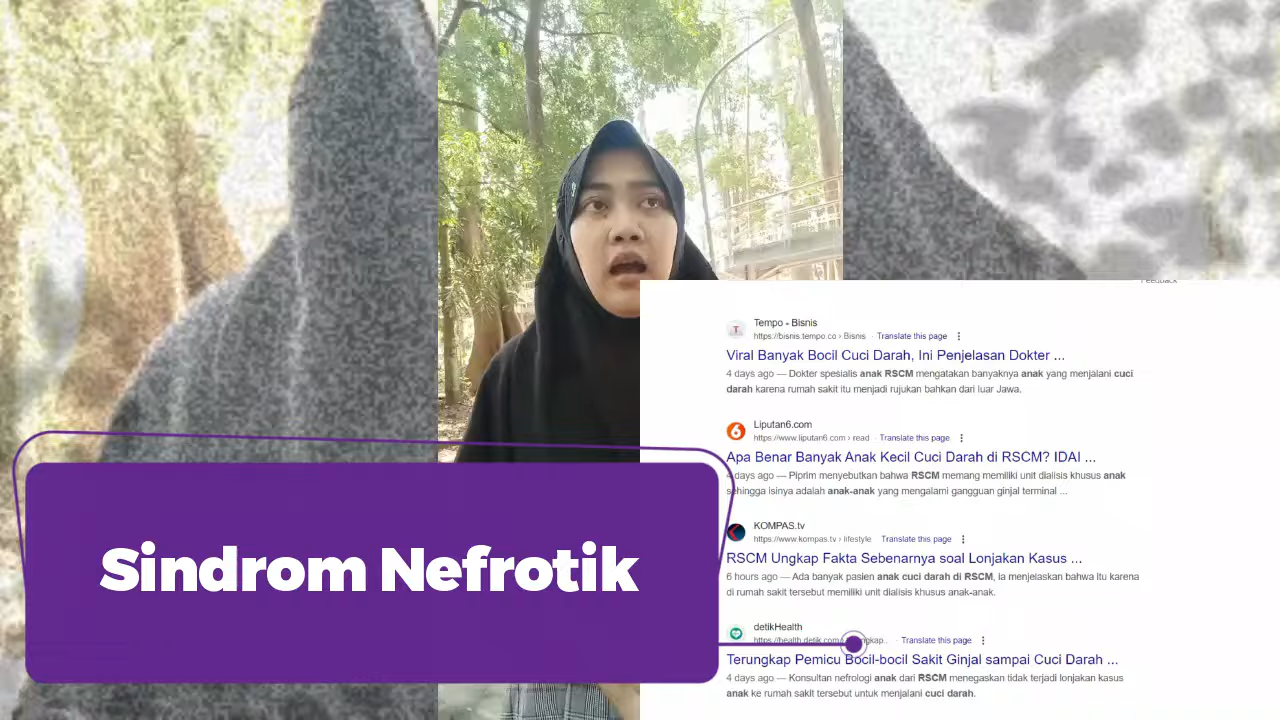 Feedback
Tempo - Bisnis
https://bisnis.tempo.co › Bisnis · Translate this page
Viral Banyak Bocil Cuci Darah, Ini Penjelasan Dokter ...
4 days ago — Dokter spesialis anak RSCM mengatakan banyaknya anak yang menjalani cuci
darah karena rumah sakit itu menjadi rujukan bahkan dari luar Jawa.
Liputan6.com
https://www.liputan6.com › read · Translate this page
Apa Benar Banyak Anak Kecil Cuci Darah di RSCM? IDAI ...
4 days ago — Piprim menyebutkan bahwa RSCM memang memiliki unit dialisis khusus anak
sehingga isinya adalah anak-anak yang mengalami gangguan ginjal terminal ...
KOMPAS.tv
https://www.kompas.tv › lifestyle Translate this page
RSCM Ungkap Fakta Sebenarnya soal Lonjakan Kasus ...
6 hours ago — Ada banyak pasien anak cuci darah di RSCM, Ia menjelaskan bahwa itu karena
di rumah sakit tersebut memiliki unit dialisis khusus anak-anak.
detikHealth
https://health.detik.com › Translate this page
Terungkap Pemicu Bocil-bocil Sakit Ginjal sampai Cuci Darah ...
4 days ago — Konsultan nefrologi anak dari RSCM menegaskan tidak terjadi lonjakan kasus
anak ke rumah sakit tersebut untuk menjalani cuci darah.
Sindrom Nefrotik